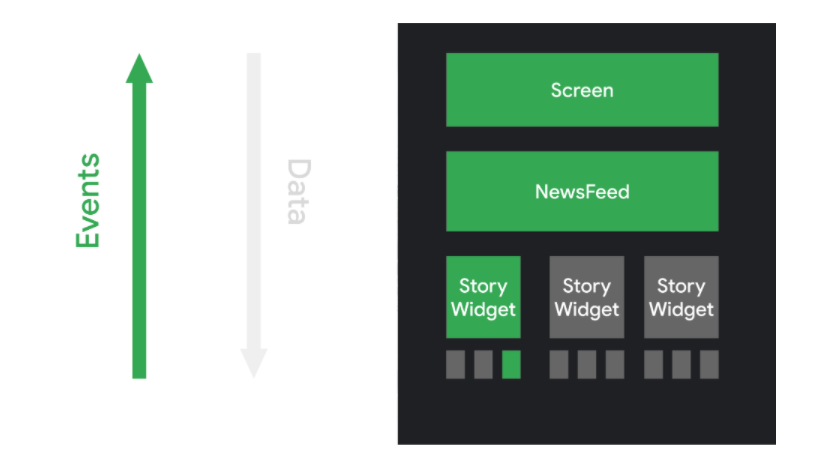 Events
Data
Screen
NewsFeed
Story
Widget
Story
Widget
Story
Widget